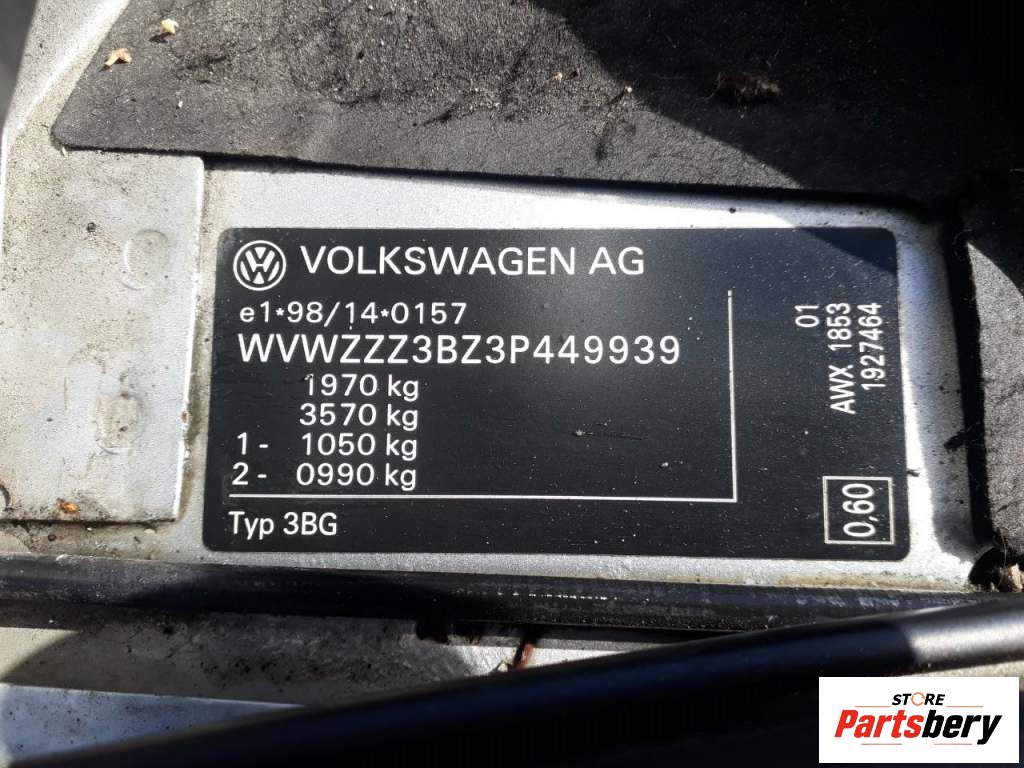 VOLKSWAGEN AG
e1*98/14*0157
WVWZZZ3BZ3P449939
1970 kg
3570 kg
1- 1050 kg
2- 0990 kg
Typ 3BG
01
AWX 1853
1927464
0,60
STORE
Partsbery